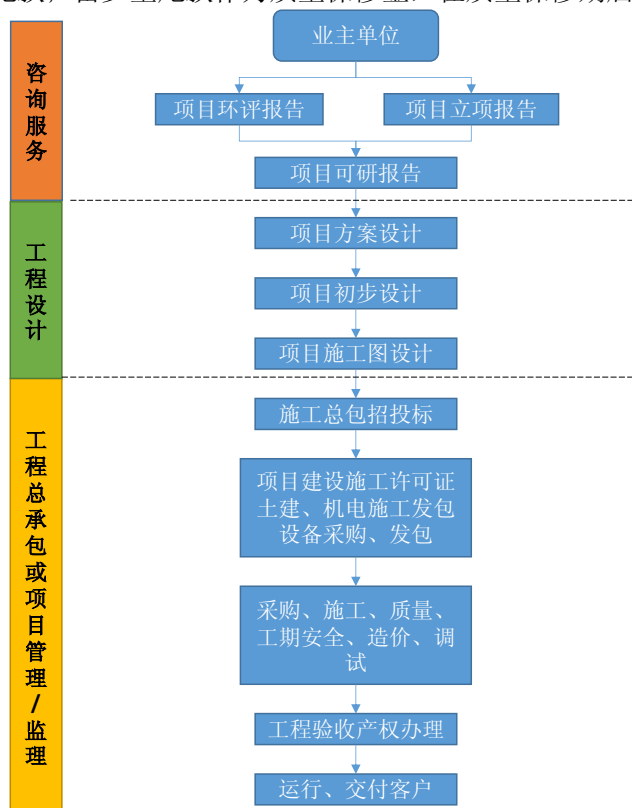 业主单位
咨询服务
项目环评报告
项目立项报告
项目可研报告
工程设计
项目方案设计
项目初步设计
项目施工图设计
工程总承包或项目管理/监理
施工总包招投标
项目建设施工许可证
土建、机电施工发包
设备采购、发包
采购、施工、质量、
工期安全、造价、调
试
工程验收产权办理
运行、交付客户